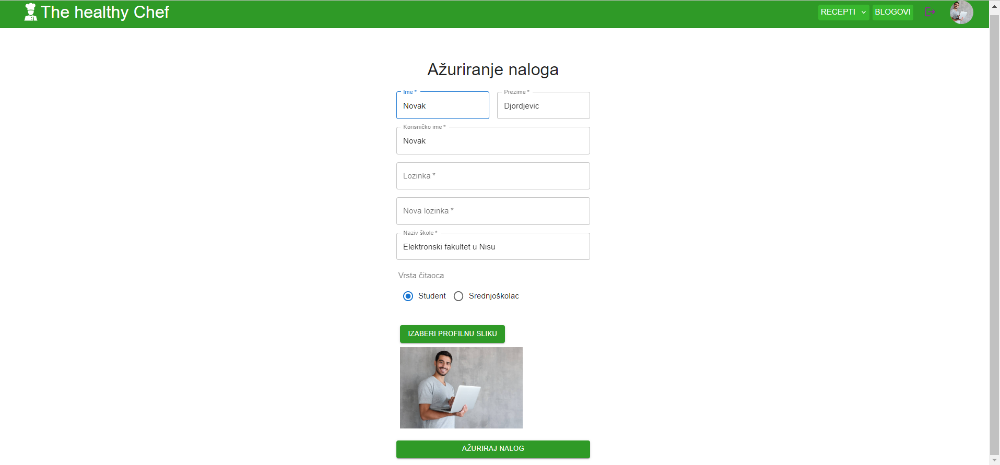 The healthy Chef
RECEPTI
BLOGOVI
Ažuriranje naloga
Ime *
Prezime *
Novak
Djordjevic
Korisničko ime *
Novak
Lozinka *
Nova lozinka *
Naziv škole *
Elektronski fakultet u Nisu
Vrsta čitaoca
Student
Srednjoškolac
IZABERI PROFILNU SLIKU
AŽURIRAJ NALOG